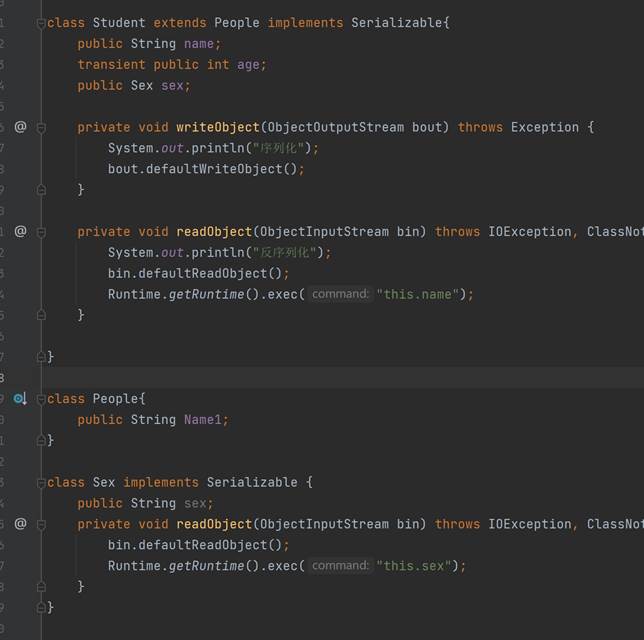 class Student extends People implements Serializable{
public String name;
transient public int age;
public Sex sex;
private void writeObject(ObjectOutputStream bout) throws Exception {
System.out.println("序列化");
bout.defaultWriteObject();
}
private void readObject(ObjectInputStream bin) throws IOException, ClassNot
System.out.println("反序列化");
bin.defaultReadObject();
Runtime.getRuntime().exec( command: "this.name");
}
}
class People{
public String Name1;
}
class Sex implements Serializable {
public String sex;
private void readObject(ObjectInputStream bin) throws IOException, ClassNot
bin.defaultReadObject();
Runtime.getRuntime().exec( command: "this.sex");
}
}